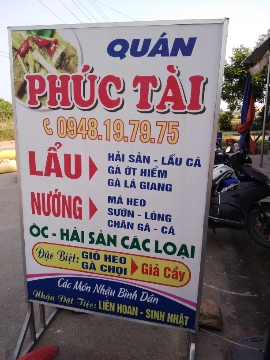 QUÁN
PHÚC TÀI
0948.19.79.75
LẨU
HẢI SẢN - LẨU CÁ
GÀ ỚT HIỂM
GÀ LÁ GIANG
NƯỚNG
MÁ HEO
SƯỜN - LÒNG
CHÂN GÀ - CÁ
ỐC - HẢI SẢN CÁC LOẠI
Đặc Biệt: GIÒ HEO
GÀ CHỌI
Giả Cầy
Các Món Nhậu Bình Dân
Nhận Đặt Tiệc: LIÊN HOAN - SINH NHẬT